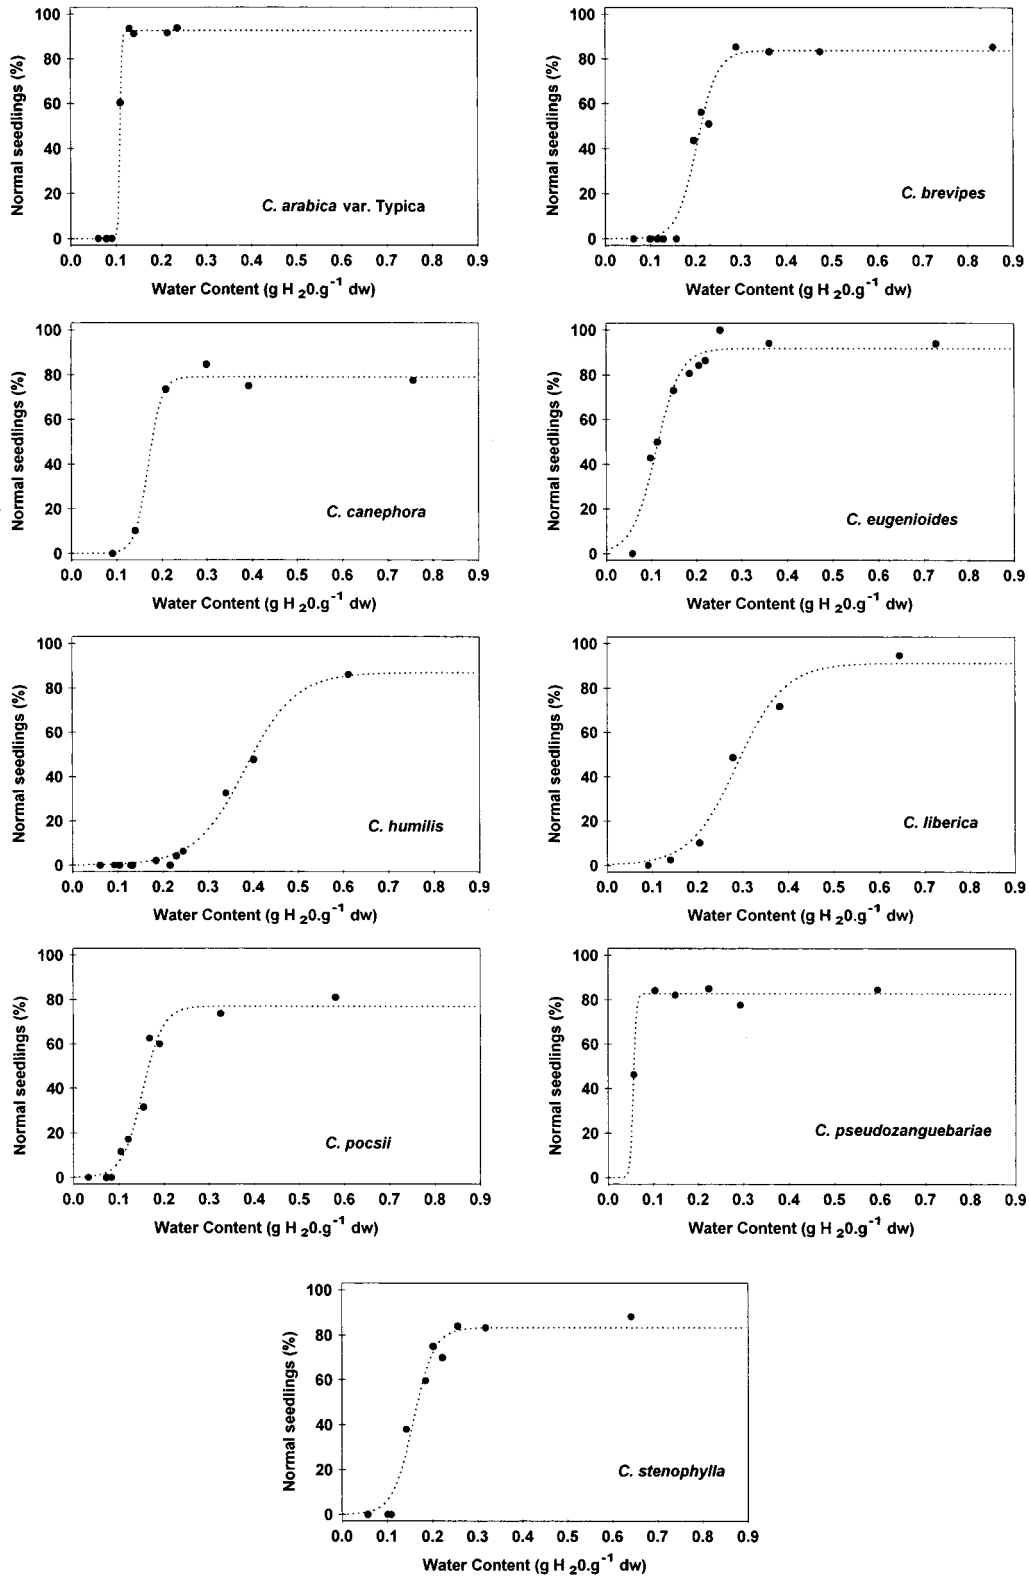 Normal seedlings (%)
100
80
60
40
20
0
C. arabica var. Typica
0.0 0.1 0.2 0.3 0.4 0.5 0.6 0.7 0.8 0.9
Water Content (g H 20.g-1 dw)
Normal seedlings (%)
100
80
60
40
20
0
C. brevipes
0.0 0.1 0.2 0.3 0.4 0.5 0.6 0.7 0.8 0.9
Water Content (g H 20.g-1 dw)
Normal seedlings (%)
100
80
60
40
20
0
C. canephora
0.0 0.1 0.2 0.3 0.4 0.5 0.6 0.7 0.8 0.9
Water Content (g H 20.g-1 dw)
Normal seedlings (%)
100
80
60
40
20
0
C. eugenioides
0.0 0.1 0.2 0.3 0.4 0.5 0.6 0.7 0.8 0.9
Water Content (g H 20.g-1 dw)
Normal seedlings (%)
100
80
60
40
20
0
C. humilis
0.0 0.1 0.2 0.3 0.4 0.5 0.6 0.7 0.8 0.9
Water Content (g H 20.g-1 dw)
Normal seedlings (%)
100
80
60
40
20
0
C. liberica
0.0 0.1 0.2 0.3 0.4 0.5 0.6 0.7 0.8 0.9
Water Content (g H 20.g-1 dw)
Normal seedlings (%)
100
80
60
40
20
0
C. pocsii
0.0 0.1 0.2 0.3 0.4 0.5 0.6 0.7 0.8 0.9
Water Content (g H 20.g-1 dw)
Normal seedlings (%)
100
80
60
40
20
0
C. pseudozanguebariae
0.0 0.1 0.2 0.3 0.4 0.5 0.6 0.7 0.8 0.9
Water Content (g H 20.g-1 dw)
Normal seedlings (%)
100
80
60
40
20
0
C. stenophylla
0.0 0.1 0.2 0.3 0.4 0.5 0.6 0.7 0.8 0.9
Water Content (g H 20.g-1 dw)